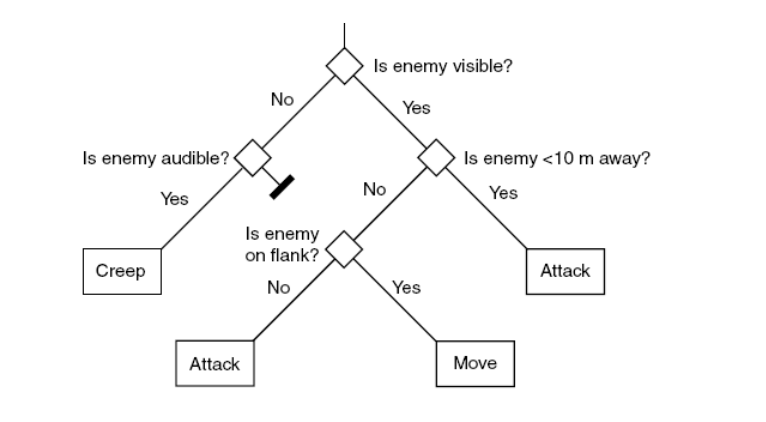 Is enemy visible?
No
Yes
Is enemy audible?
Is enemy <10 m away?
Yes
No
Yes
Is enemy
on flank?
Creep
Attack
No
Yes
Attack
Move